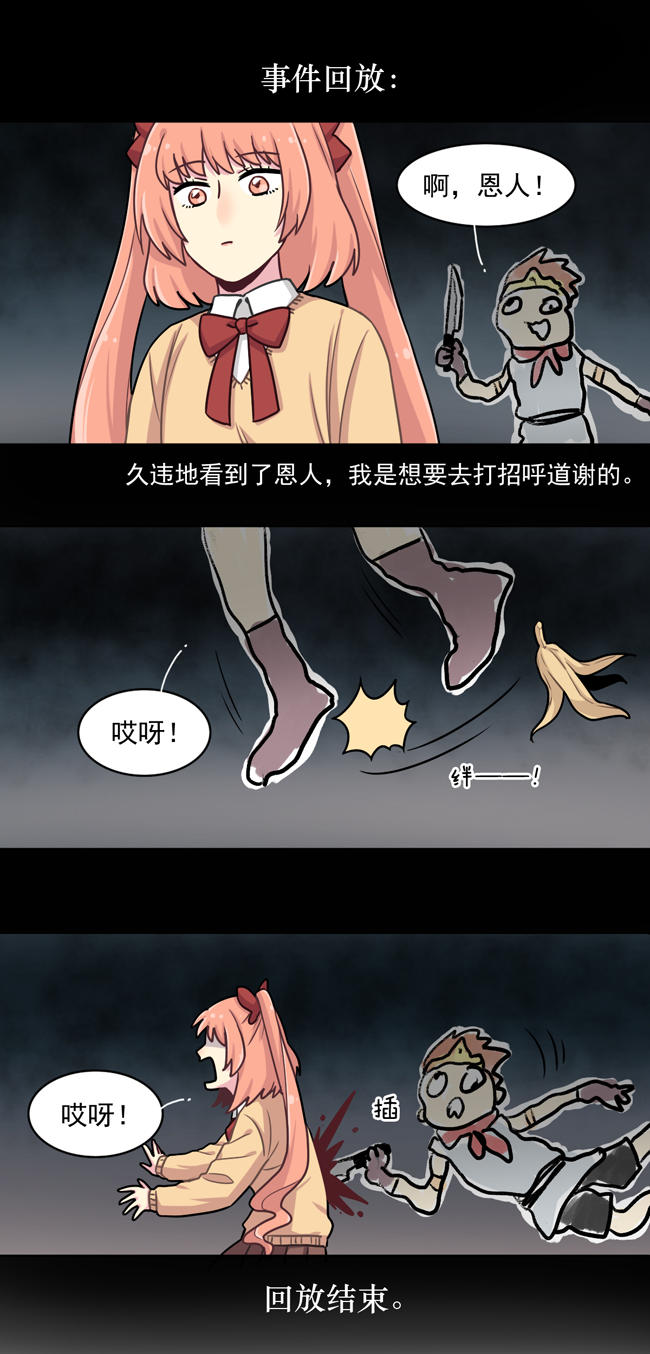 事件回放：
啊，恩人！
久违地看到了恩人，我是想要去打招呼道谢的。
哎呀！
绊——！
哎呀！
插
回放结束。